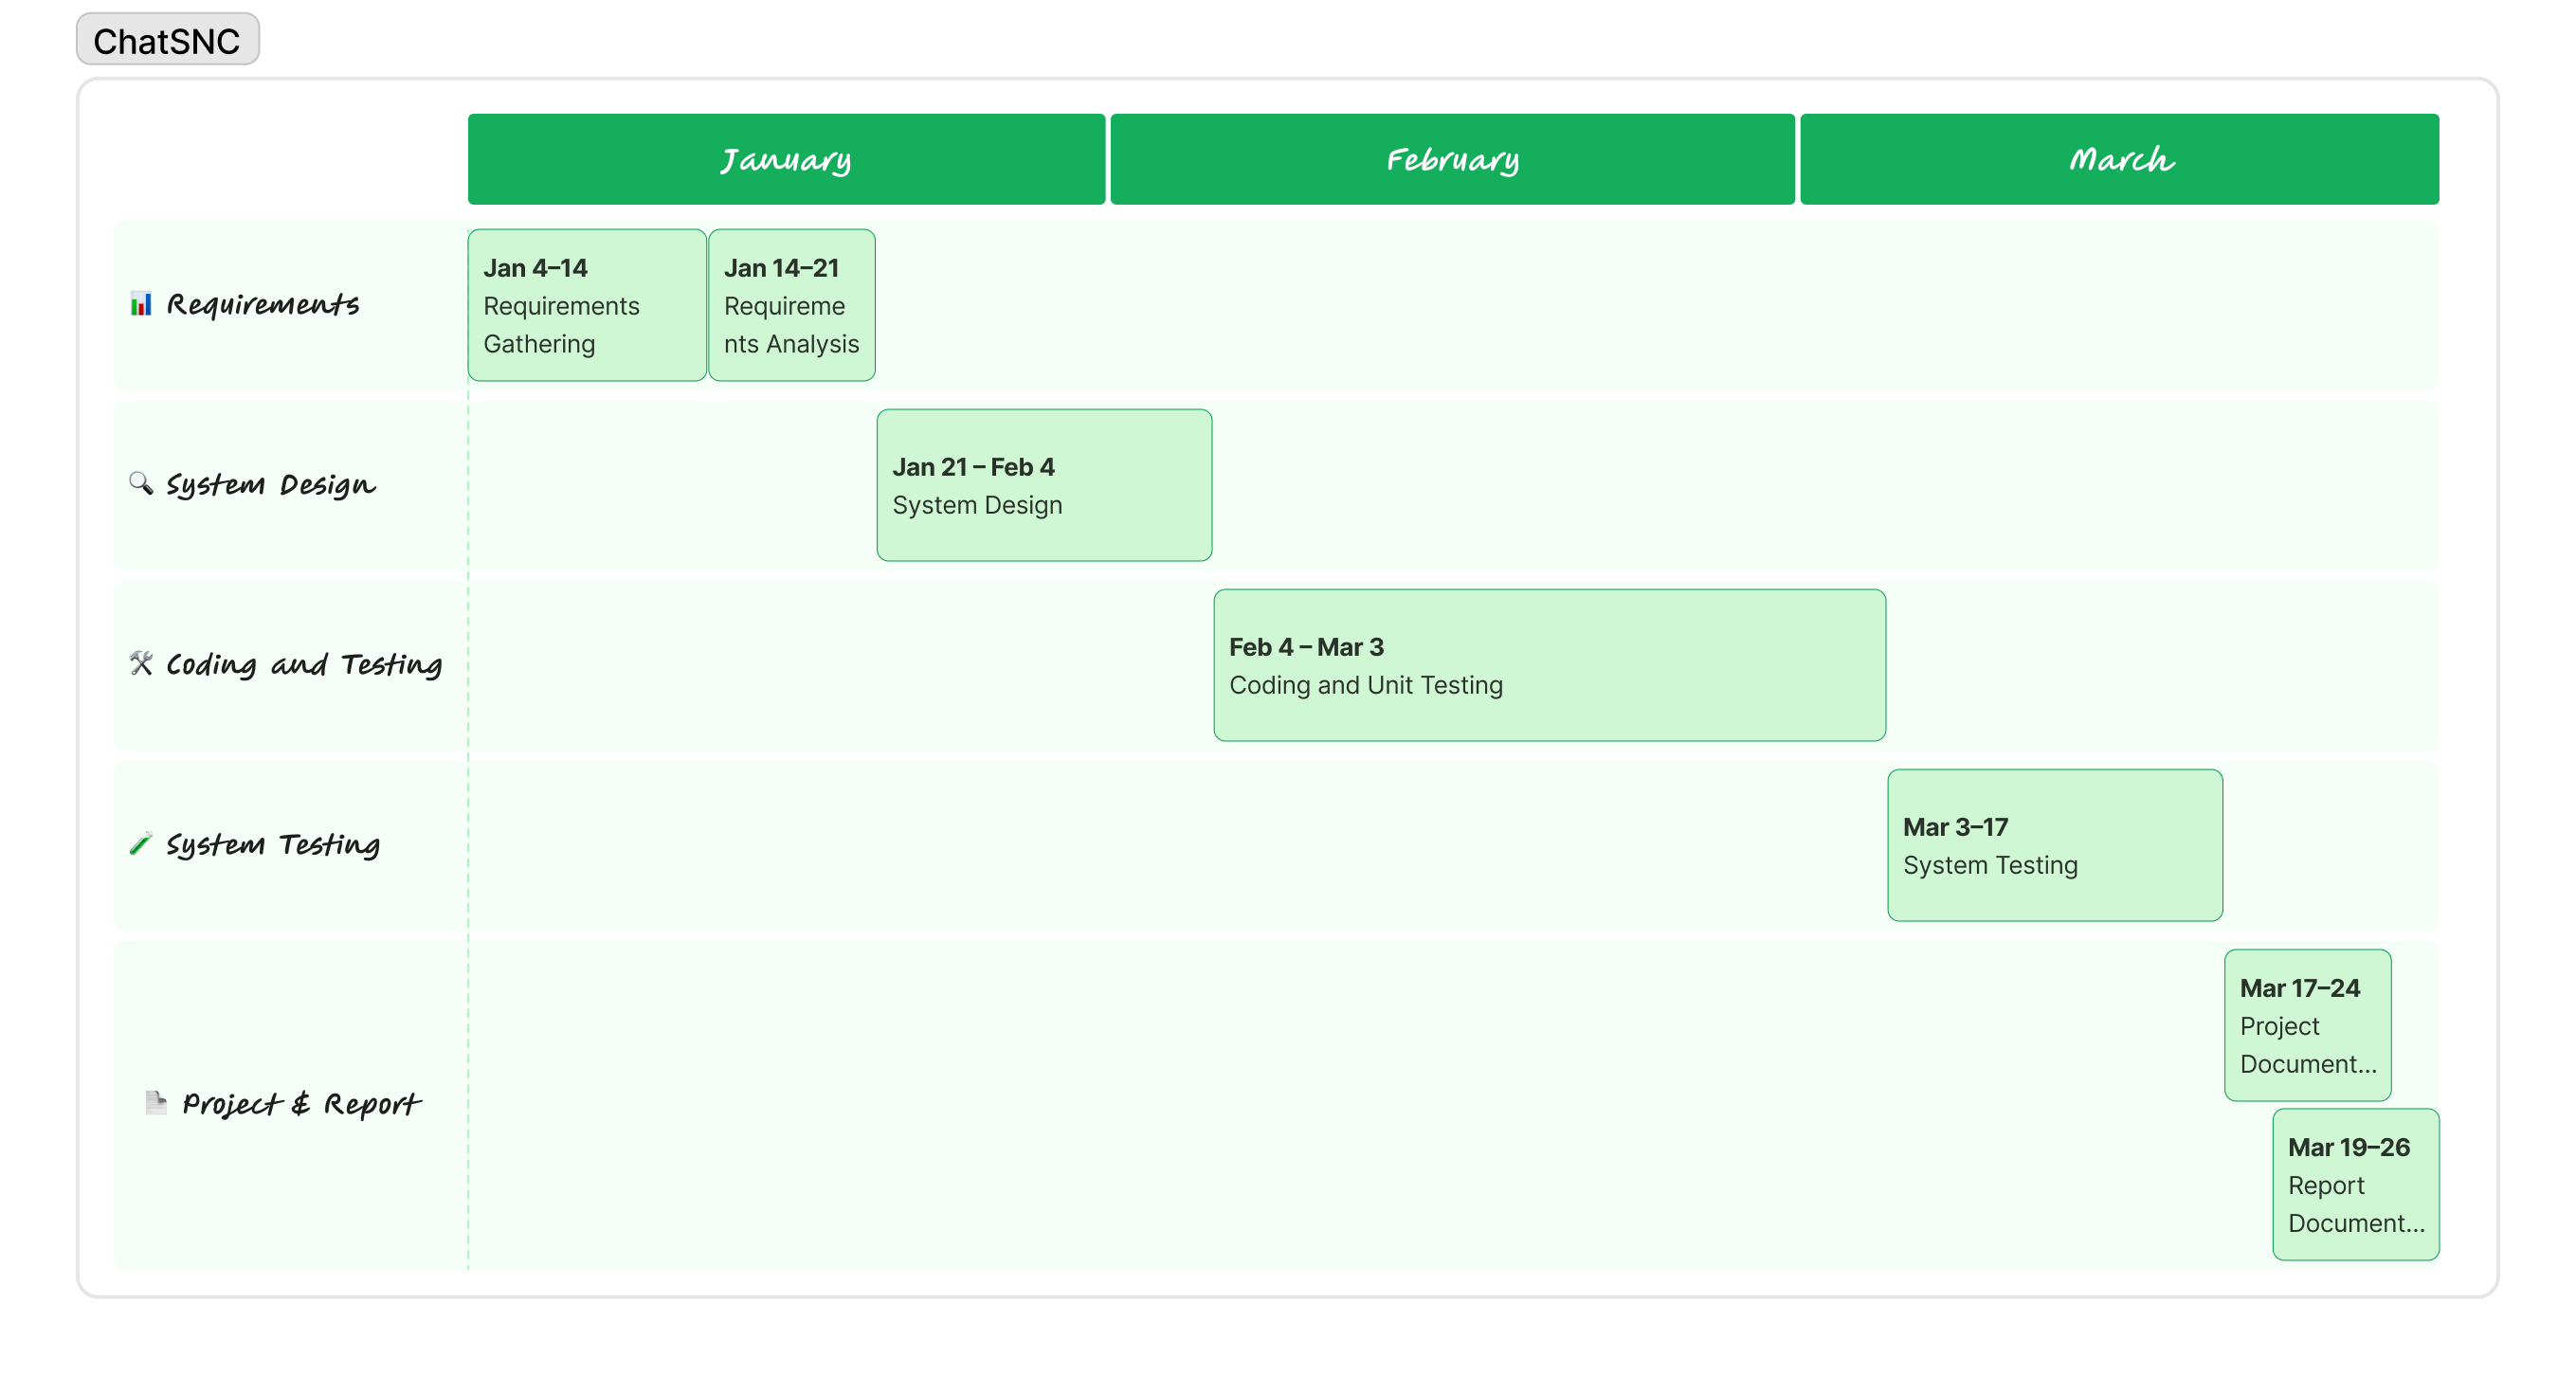 ChatSNC
January
February
March
Requirements
Jan 4–14
Requirements
Gathering
Jan 14–21
Requireme
nts Analysis
System Design
Jan 21 – Feb 4
System Design
Coding and Testing
Feb 4 – Mar 3
Coding and Unit Testing
System Testing
Mar 3–17
System Testing
Project & Report
Mar 17–24
Project
Document...
Mar 19–26
Report
Document...